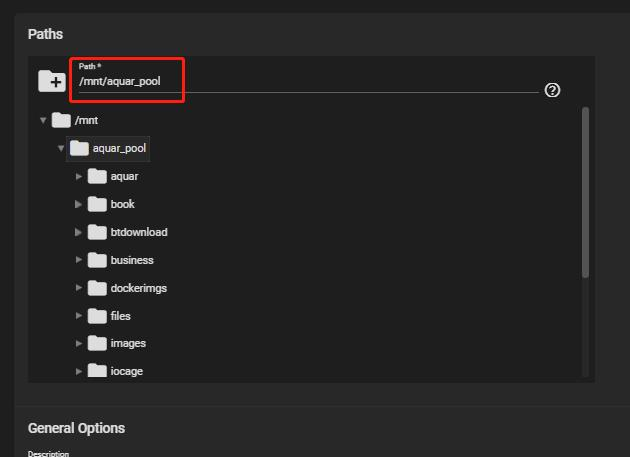 Paths
Path *
/mnt/aquar_pool
/mnt
aquar_pool
aquar
book
btdownload
business
dockerimgs
files
images
iocage
General Options
Description